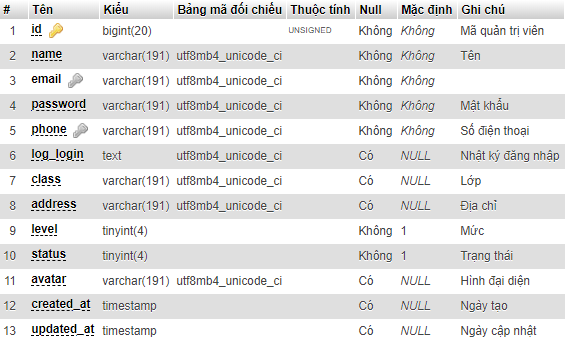 # Tên Kiểu Bảng mã đối chiếu Thuộc tính Null Mặc định Ghi chú
1 id bigint(20) UNSIGNED Không Không Mã quản trị viên
2 name varchar(191) utf8mb4_unicode_ci Không Không Tên
3 email varchar(191) utf8mb4_unicode_ci Không Không
4 password varchar(191) utf8mb4_unicode_ci Không Không Mật khẩu
5 phone varchar(191) utf8mb4_unicode_ci Không Không Số điện thoại
6 log_login text utf8mb4_unicode_ci Có NULL Nhật ký đăng nhập
7 class varchar(191) utf8mb4_unicode_ci Có NULL Lớp
8 address varchar(191) utf8mb4_unicode_ci Có NULL Địa chỉ
9 level tinyint(4) Không 1 Mức
10 status tinyint(4) Không 1 Trạng thái
11 avatar varchar(191) utf8mb4_unicode_ci Có NULL Hình đại diện
12 created_at timestamp Có NULL Ngày tạo
13 updated_at timestamp Có NULL Ngày cập nhật